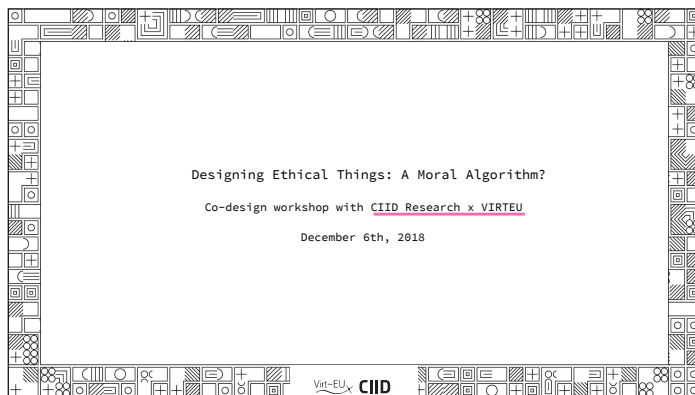 Designing Ethical Things: A Moral Algorithm?
Co-design workshop with CIID Research x VIRTEU
December 6th, 2018
Virt-EU x CIID